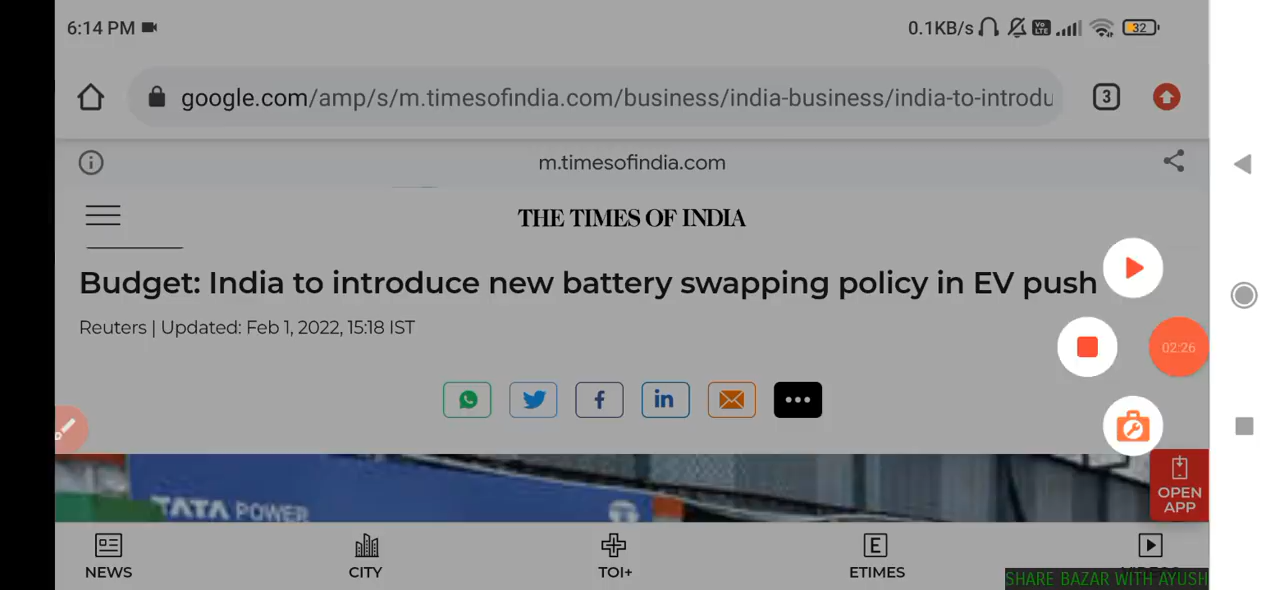 6:14 PM
0.1KB/s
Vo LTE
32
google.com/amp/s/m.timesofindia.com/business/india-business/india-to-introdu
3
m.timesofindia.com
THE TIMES OF INDIA
Budget: India to introduce new battery swapping policy in EV push
Reuters | Updated: Feb 1, 2022, 15:18 IST
02:26
TATA POWER
OPEN
APP
NEWS
CITY
TOI+
ETIMES
VIDEOS
SHARE BAZAR WITH AYUSH